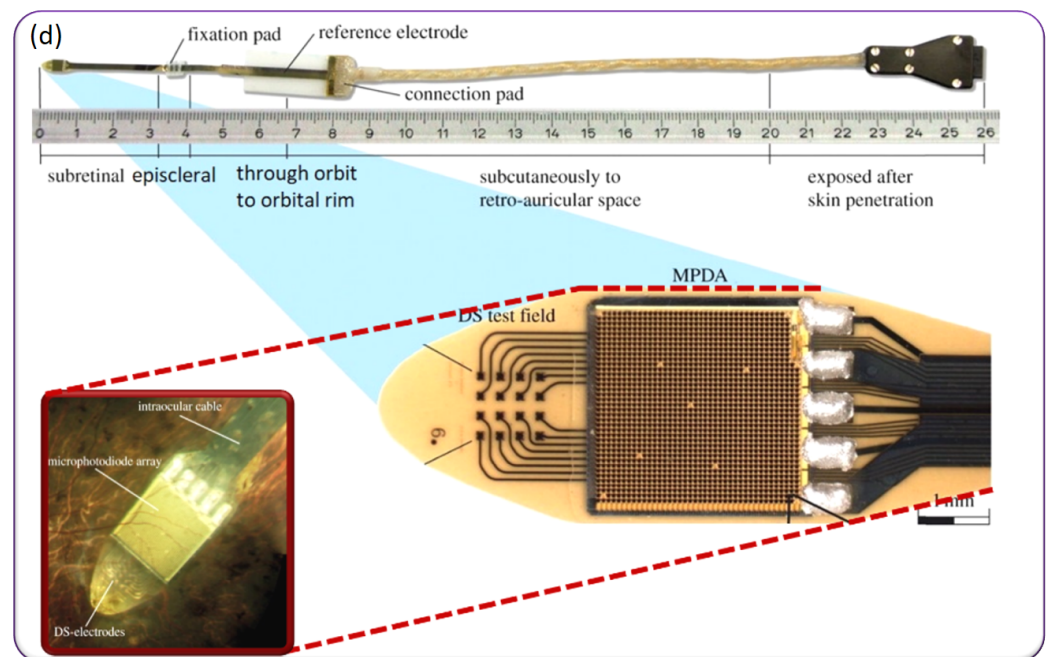 (d)
fixation pad
reference electrode
connection pad
0 1 2 3 4 5 6 7 8 9 10 11 12 13 14 15 16 17 18 19 20 21 22 23 24 25 26
subretinal episcleral
through orbit
to orbital rim
subcutaneously to
retro-auricular space
exposed after
skin penetration
MPDA
DS test field
6
1mm
intraocular cable
microphotodiode array
DS-electrodes